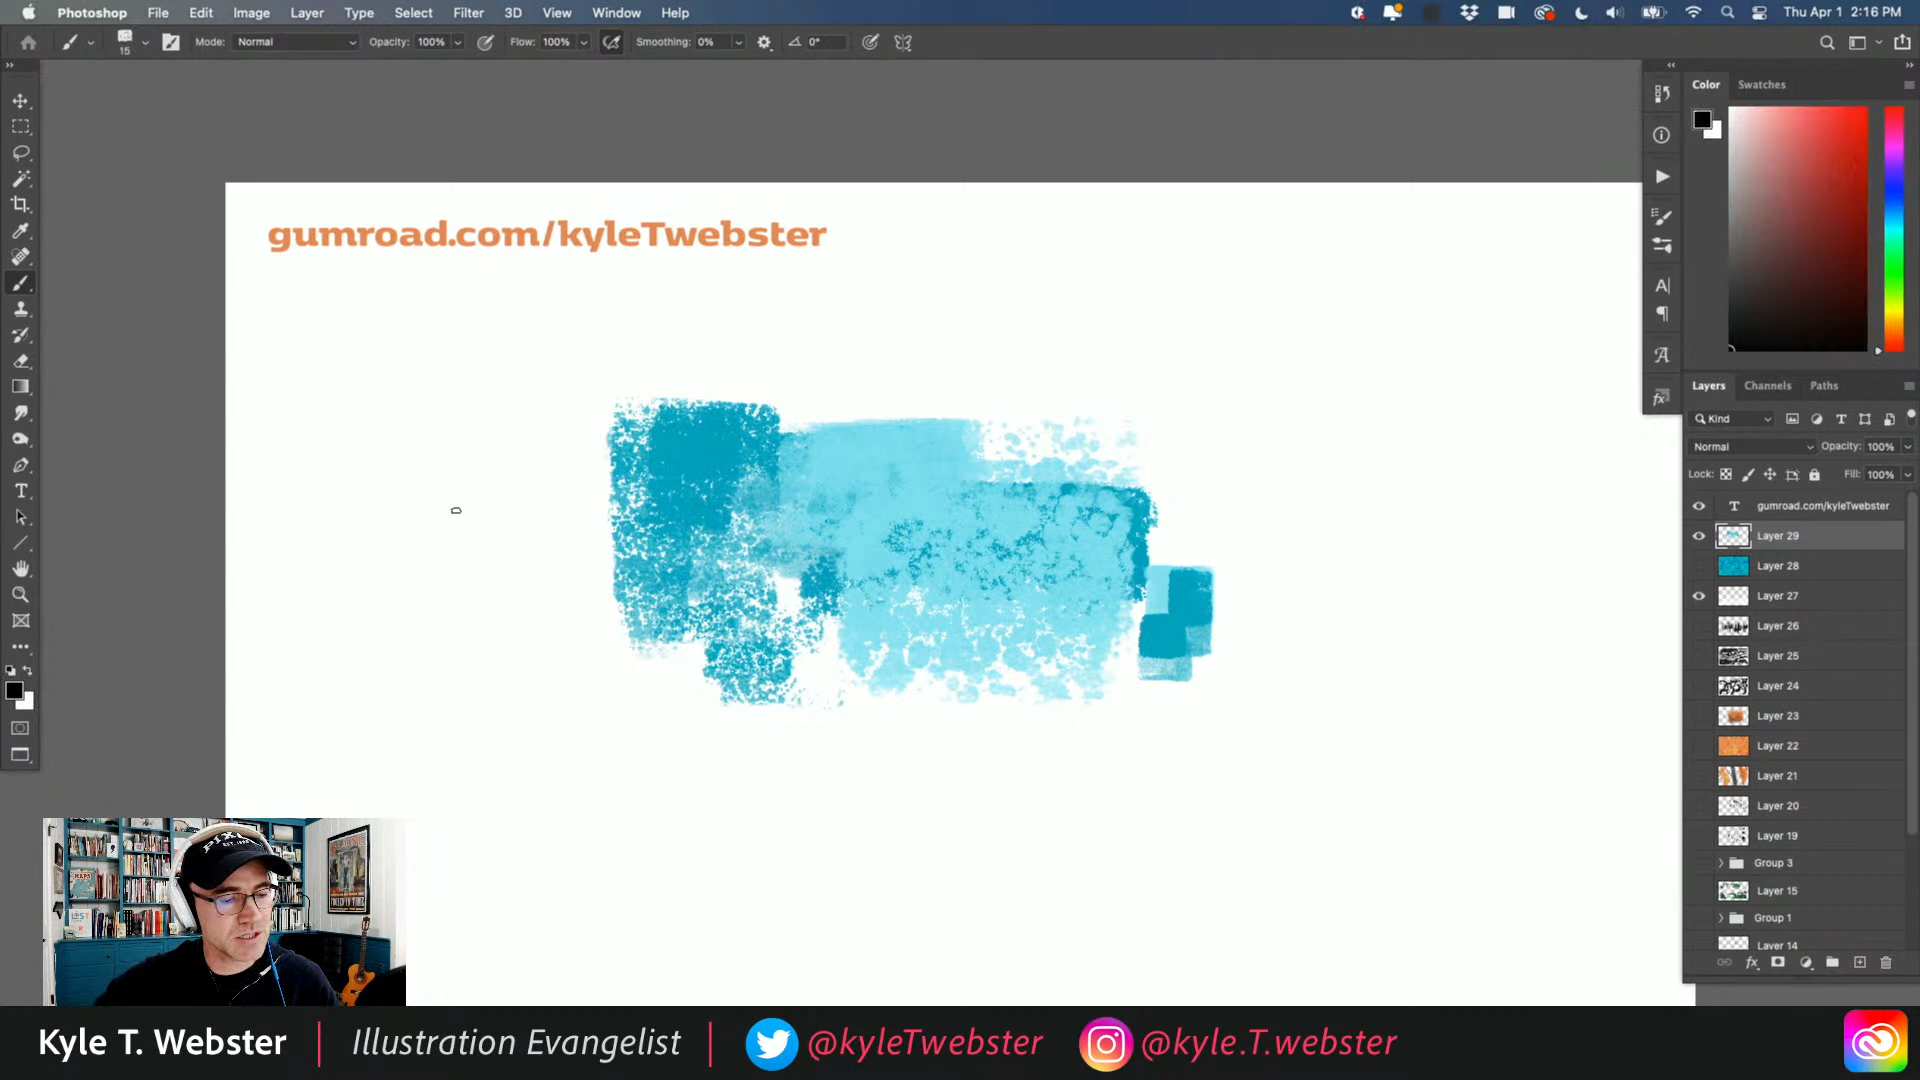 Photoshop File Edit Image Layer Type Select Filter 3D View Window Help Thu Apr 1 2:16 PM
15 Mode: Normal Opacity: 100% Flow: 100% Smoothing: 0% 0°
Color Swatches
gumroad.com/kyleTwebster
Layers Channels Paths
Kind
Normal Opacity: 100%
Lock: Fill: 100%
gumroad.com/kyleTwebster
Layer 29
Layer 28
Layer 27
Layer 26
Layer 25
Layer 24
Layer 23
Layer 22
Layer 21
Layer 20
Layer 19
Group 3
Layer 15
Group 1
Layer 14
Kyle T. Webster | Illustration Evangelist | @kyleTwebster @kyle.T.webster